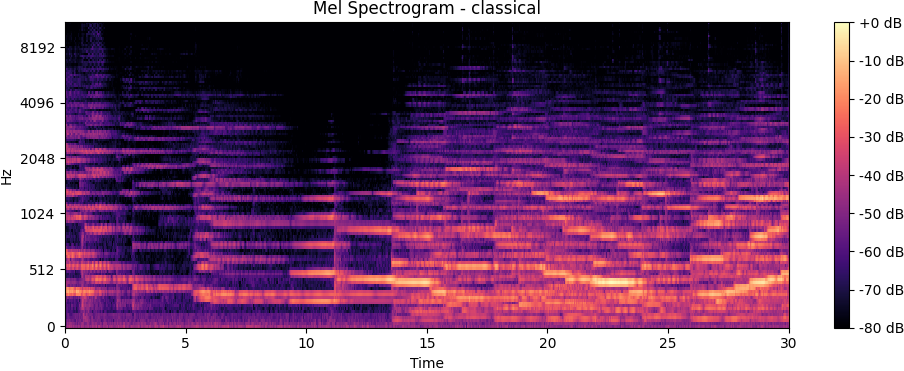 Mel Spectrogram - classical
Hz
8192
4096
2048
1024
512
0
0 5 10 15 20 25 30
Time
+0 dB
-10 dB
-20 dB
-30 dB
-40 dB
-50 dB
-60 dB
-70 dB
-80 dB